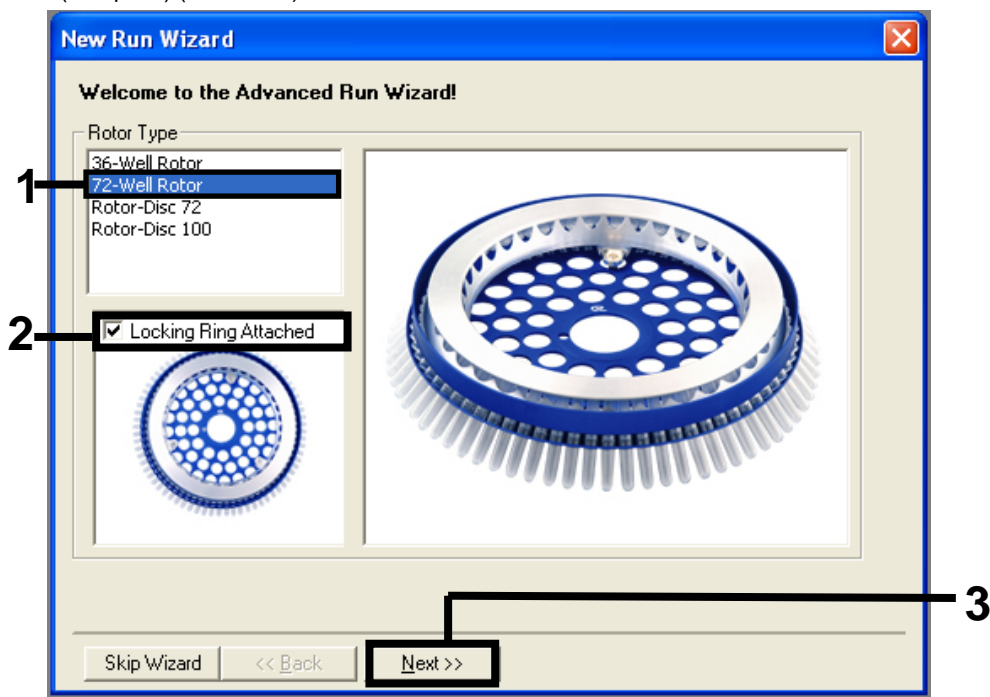 New Run Wizard
Welcome to the Advanced Run Wizard!
Rotor Type
36-Well Rotor
1
72-Well Rotor
Rotor-Disc 72
Rotor-Disc 100
2
Locking Ring Attached
3
Skip Wizard
<< Back
Next >>